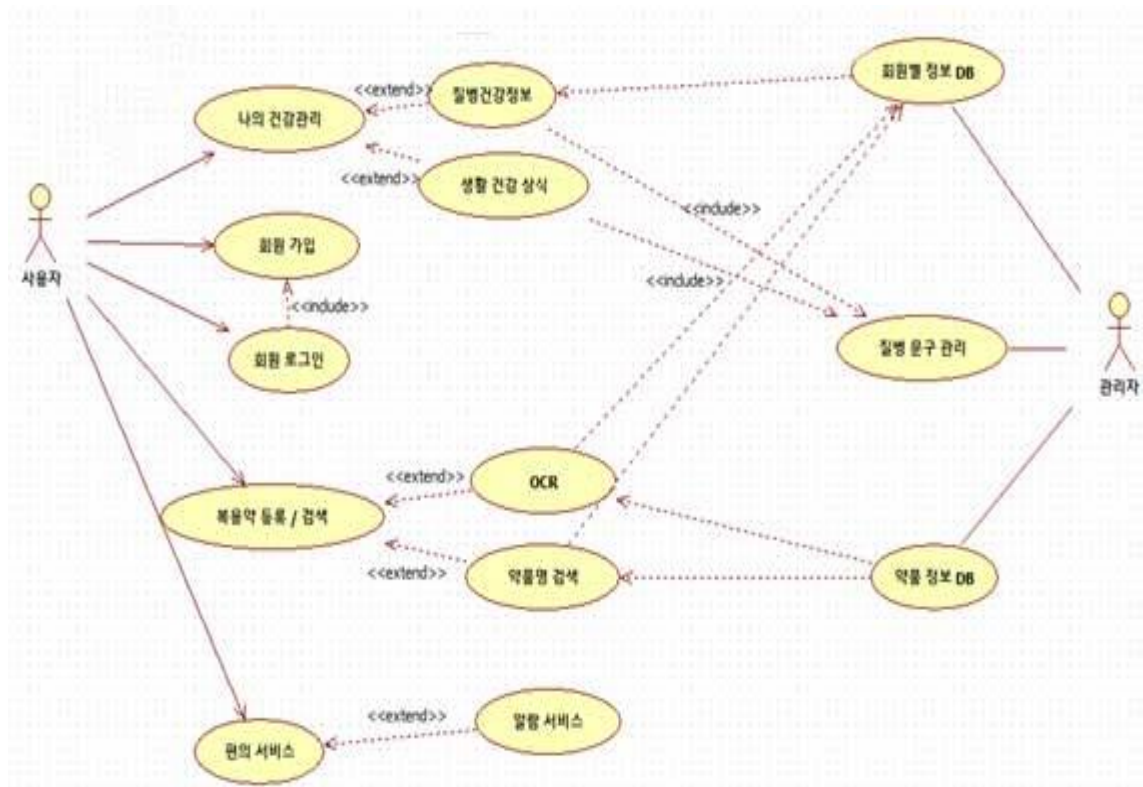 회원별 정보 DB
<<extend>>
질병건강정보
나의 건강관리
<<extend>>
생활 건강 상식
<<include>>
회원 가입
사용자
<<include>>
<<include>>
질병 문구 관리
회원 로그인
관리자
<<extend>>
OCR
복용약 등록 / 검색
<<extend>>
약품명 검색
약품 정보 DB
<<extend>>
알람 서비스
편의 서비스